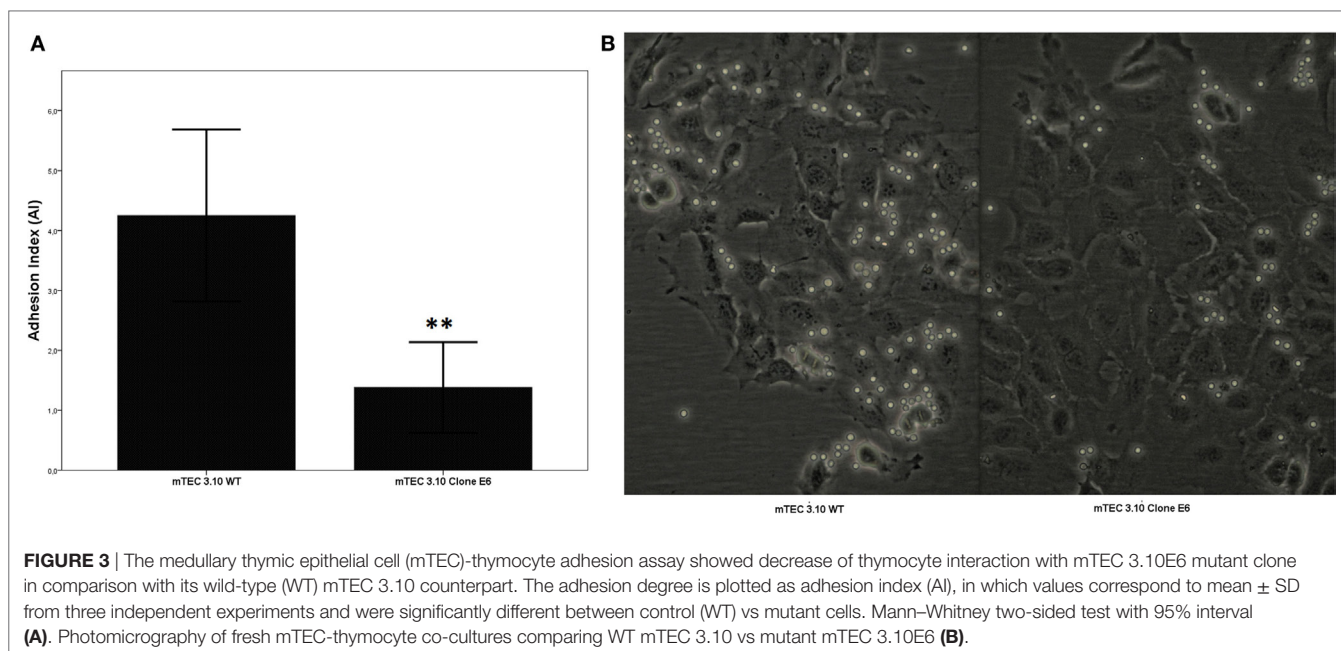 A
6,0
5,0
4,0
3,0
2,0
1,0
0,0
Adhesion Index (AI)
**
mTEC 3.10 WT
mTEC 3.10 Clone E6
B
mTEC 3.10 WT
mTEC 3.10 Clone E6
FIGURE 3 | The medullary thymic epithelial cell (mTEC)-thymocyte adhesion assay showed decrease of thymocyte interaction with mTEC 3.10E6 mutant clone
in comparison with its wild-type (WT) mTEC 3.10 counterpart. The adhesion degree is plotted as adhesion index (AI), in which values correspond to mean ± SD
from three independent experiments and were significantly different between control (WT) vs mutant cells. Mann–Whitney two-sided test with 95% interval
(A). Photomicrography of fresh mTEC-thymocyte co-cultures comparing WT mTEC 3.10 vs mutant mTEC 3.10E6 (B).